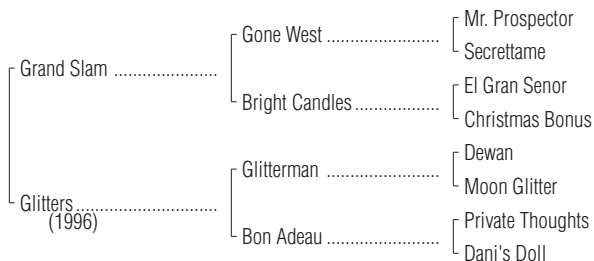 Mr. Prospector
Gone West ........................
Secrettame
Grand Slam ......................
El Gran Senor
Bright Candles ..................
Christmas Bonus
Dewan
Glitterman ........................
Moon Glitter
Glitters ..............................
(1996)
Private Thoughts
Bon Adeau ........................
Dani's Doll